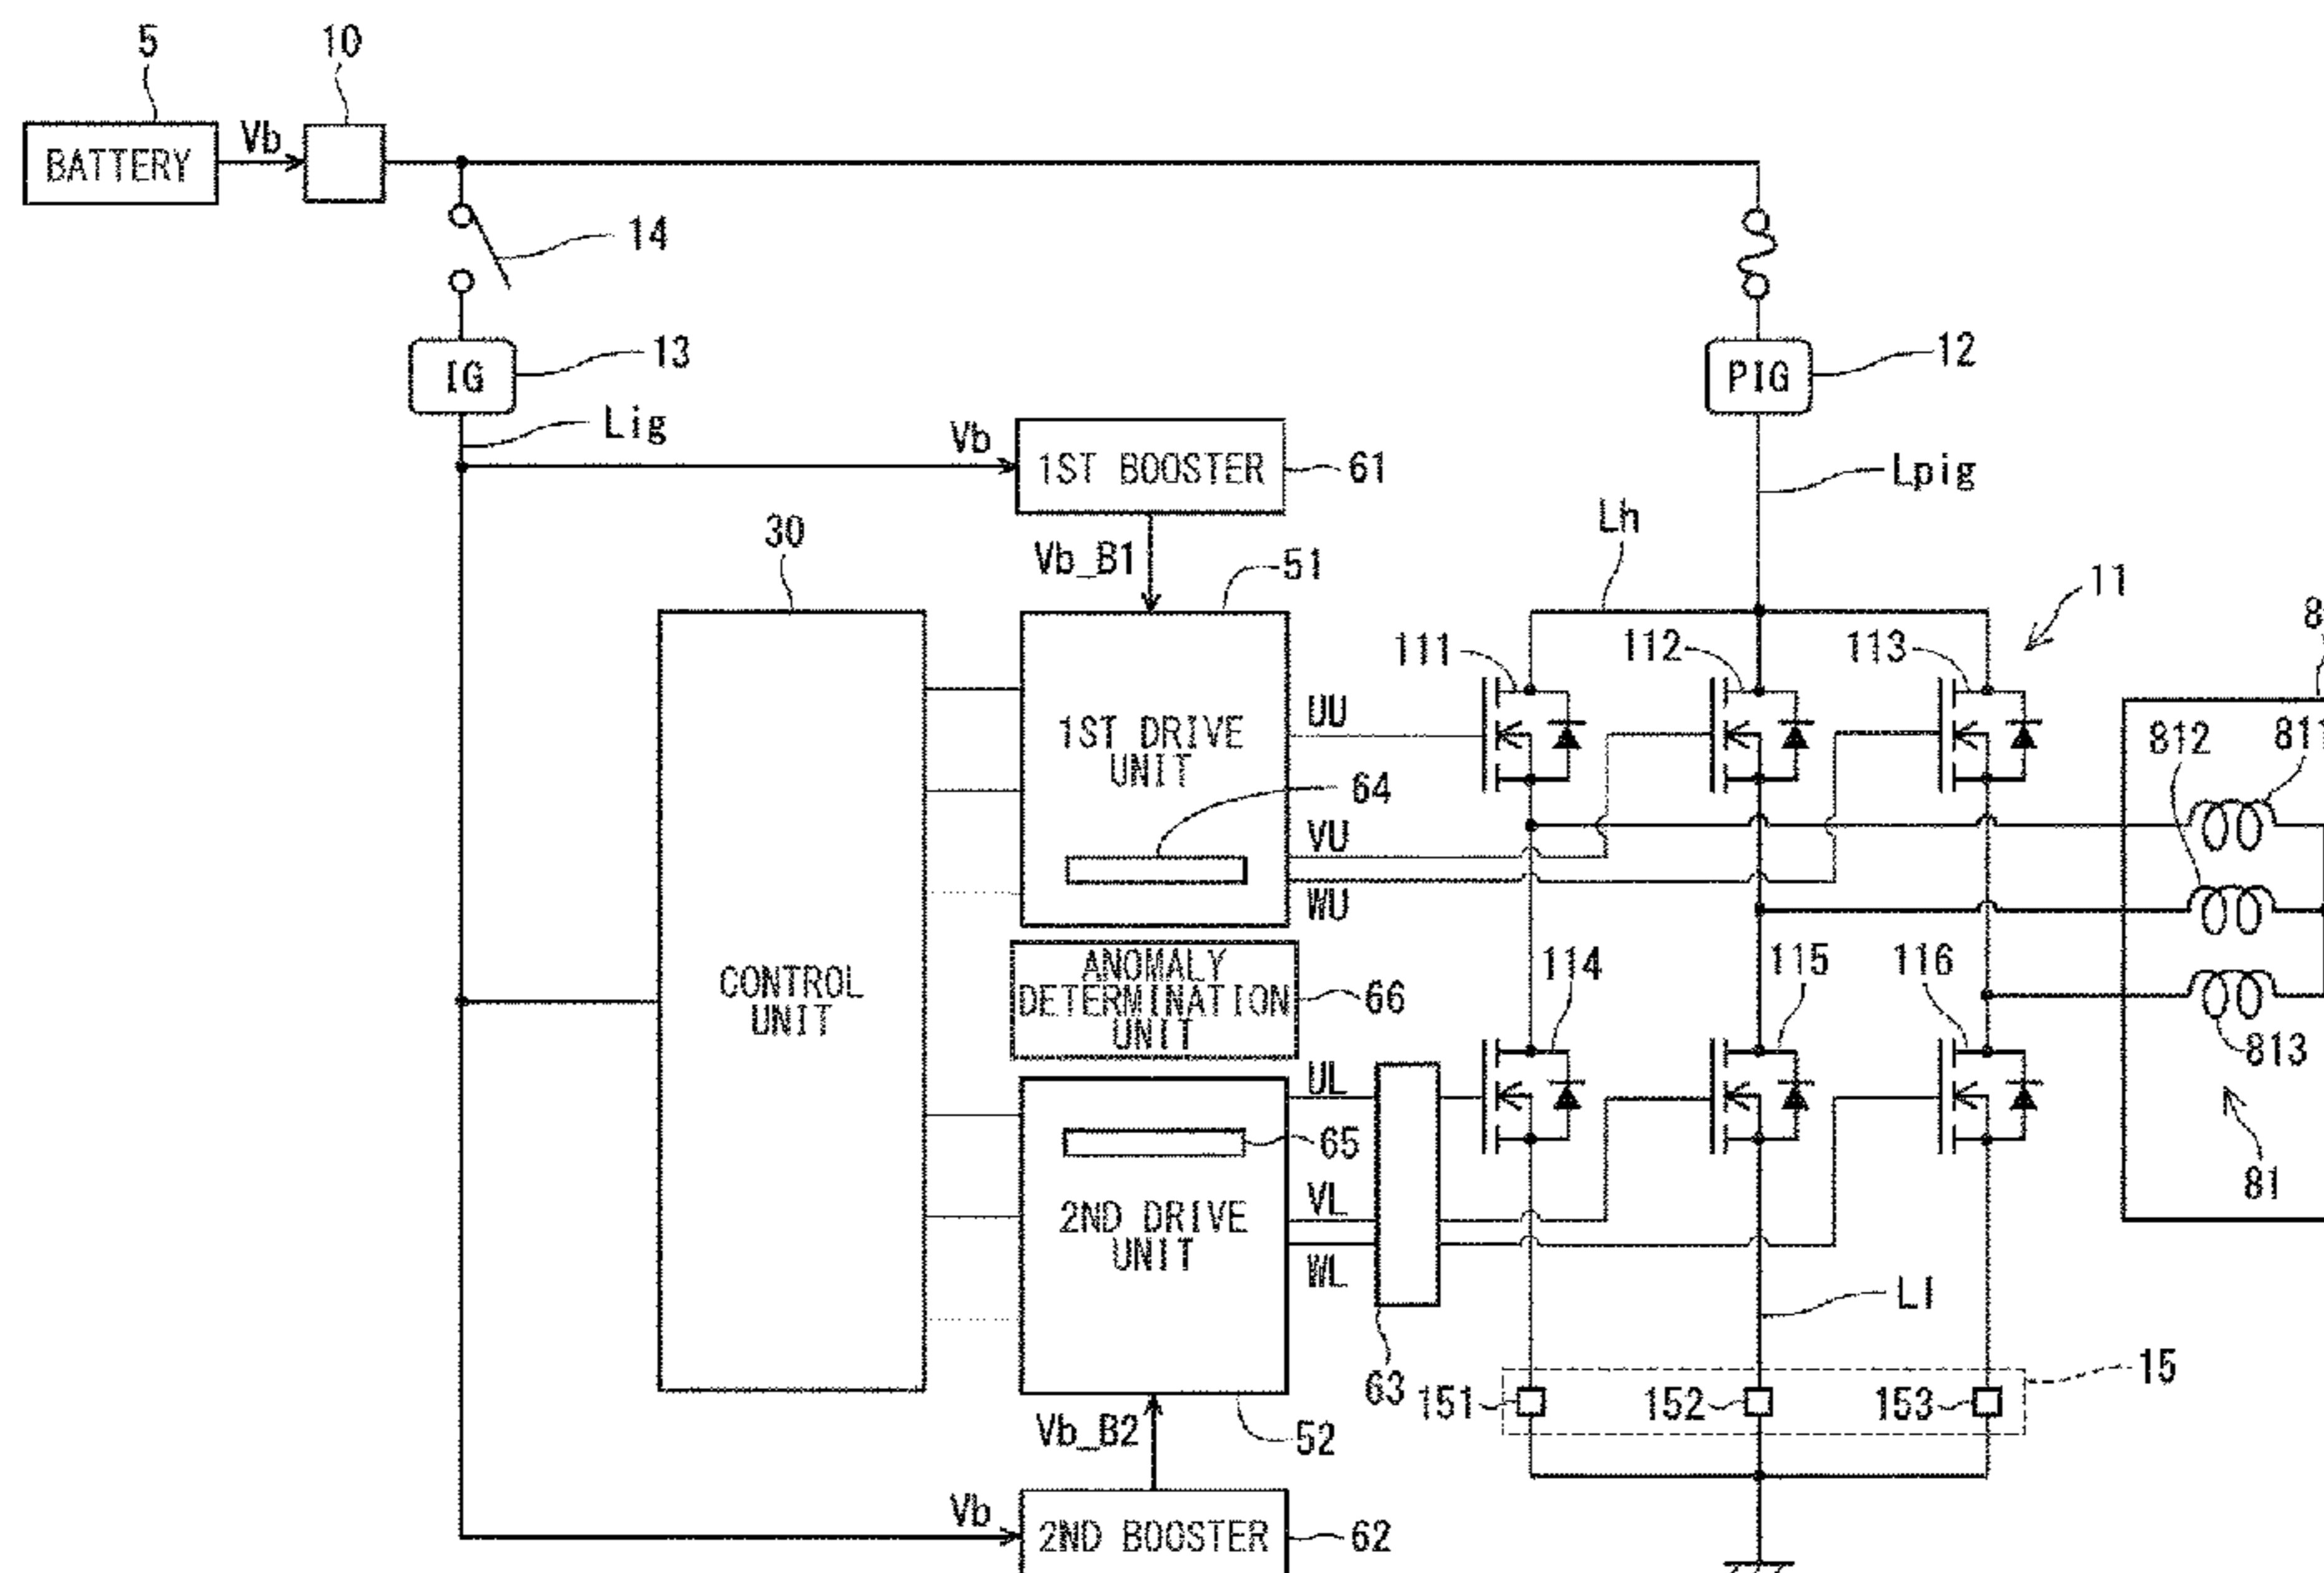 5
10
BATTERY
Vb
14
IG
13
PIG
12
Lig
Vb
1ST BOOSTER
61
Lpig
Lh
30
Vb_B1
51
11
8
111
112
113
UU
1ST DRIVE
UNIT
64
812
811
VU
WU
CONTROL
UNIT
ANOMALY
DETERMINATION
UNIT
66
114
115
116
813
UL
65
81
2ND DRIVE
UNIT
VL
WL
Ll
15
63
151
152
153
Vb_B2
52
Vb
2ND BOOSTER
62